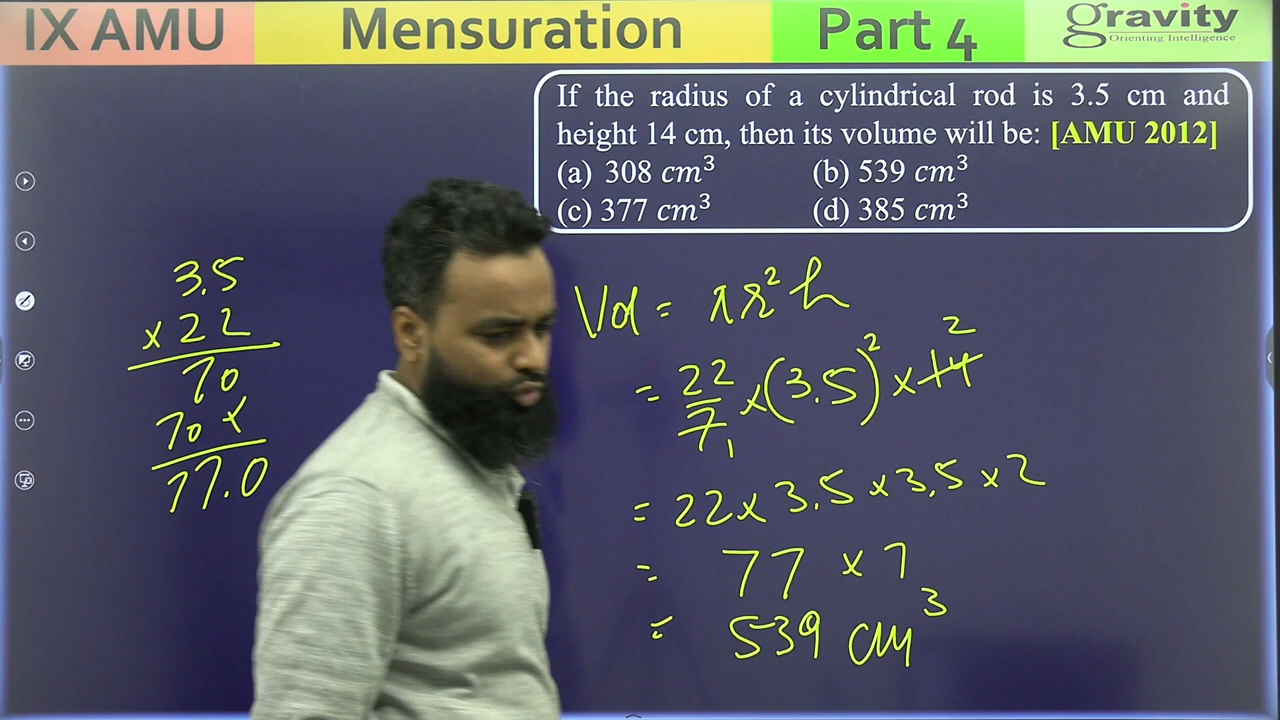 IX AMU Mensuration Part 4 gravity
Orienting Intelligence
If the radius of a cylindrical rod is 3.5 cm and
height 14 cm, then its volume will be: [AMU 2012]
(a) 308 cm³ (b) 539 cm³
(c) 377 cm³ (d) 385 cm³
3.5
×22
70
70×
77.0
Vol = πr²h
= 22/7 × (3.5)² × 14 2
1
= 22 × 3.5 × 3.5 × 2
= 77 × 7
= 539 cm³